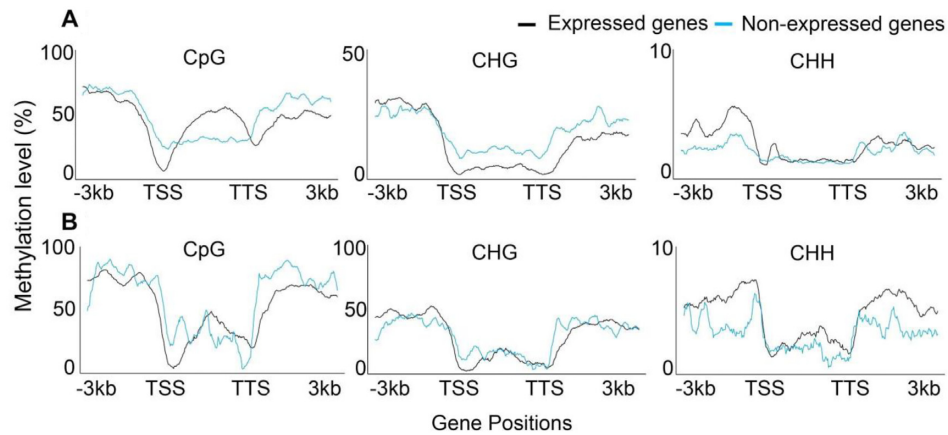 A
Expressed genes Non-expressed genes
CpG CHG CHH
100 50 10
50
0 0 0
-3kb TSS TTS 3kb -3kb TSS TTS 3kb -3kb TSS TTS 3kb
Methylation level (%)
B
CpG CHG CHH
100 100 10
50 50 5
0 0 0
-3kb TSS TTS 3kb -3kb TSS TTS 3kb -3kb TSS TTS 3kb
Gene Positions